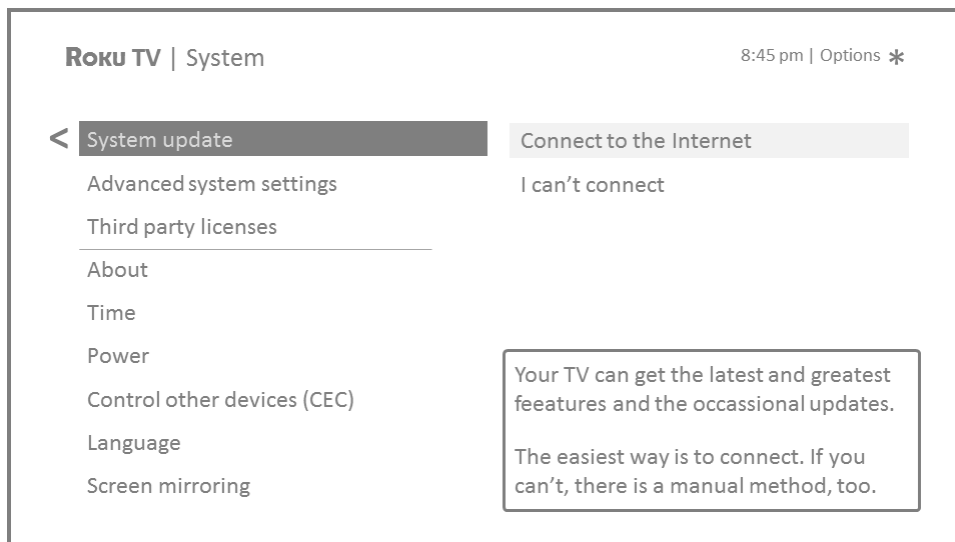 Roku TV | System
8:45 pm | Options *
< System update
Advanced system settings
Third party licenses
About
Time
Power
Control other devices (CEC)
Language
Screen mirroring
Connect to the Internet
I can't connect
Your TV can get the latest and greatest
feeatures and the occassional updates.
The easiest way is to connect. If you
can't, there is a manual method, too.